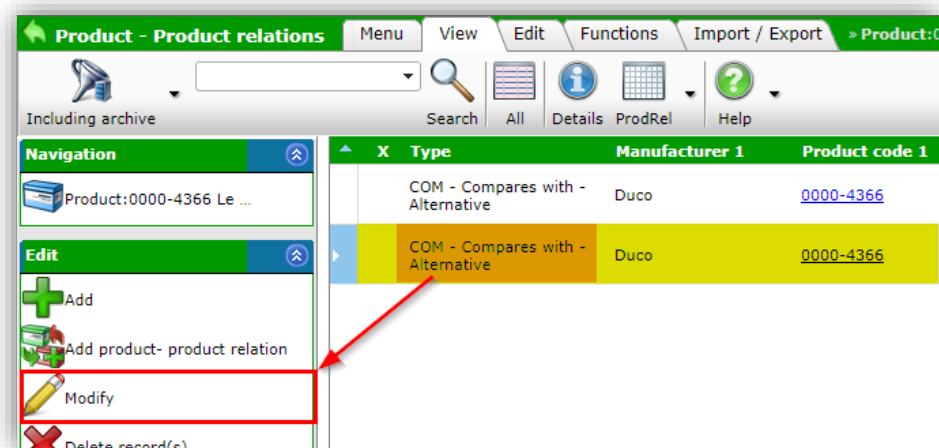 Product - Product relations
Menu
View
Edit
Functions
Import / Export
» Product:0
Including archive
Search
All
Details
ProdRel
Help
Navigation
Product:0000-4366 Le ...
Edit
Add
Add product- product relation
Modify
Delete record(s)
X Type Manufacturer 1 Product code 1
COM - Compares with -
Alternative
Duco
0000-4366
COM - Compares with -
Alternative
Duco
0000-4366